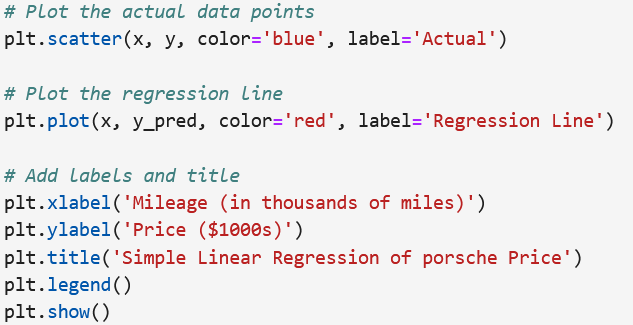 # Plot the actual data points
plt.scatter(x, y, color='blue', label='Actual')
# Plot the regression line
plt.plot(x, y_pred, color='red', label='Regression Line')
# Add labels and title
plt.xlabel('Mileage (in thousands of miles)')
plt.ylabel('Price ($1000s)')
plt.title('Simple Linear Regression of porsche Price')
plt.legend()
plt.show()